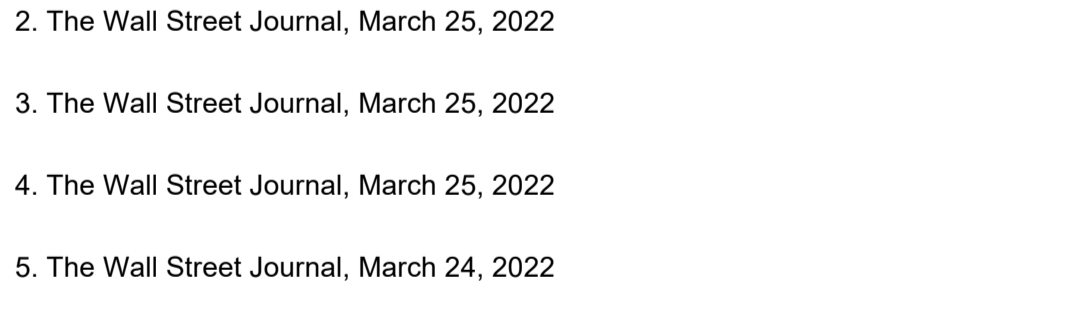 2. The Wall Street Journal, March 25, 2022
3. The Wall Street Journal, March 25, 2022
4. The Wall Street Journal, March 25, 2022
5. The Wall Street Journal, March 24, 2022